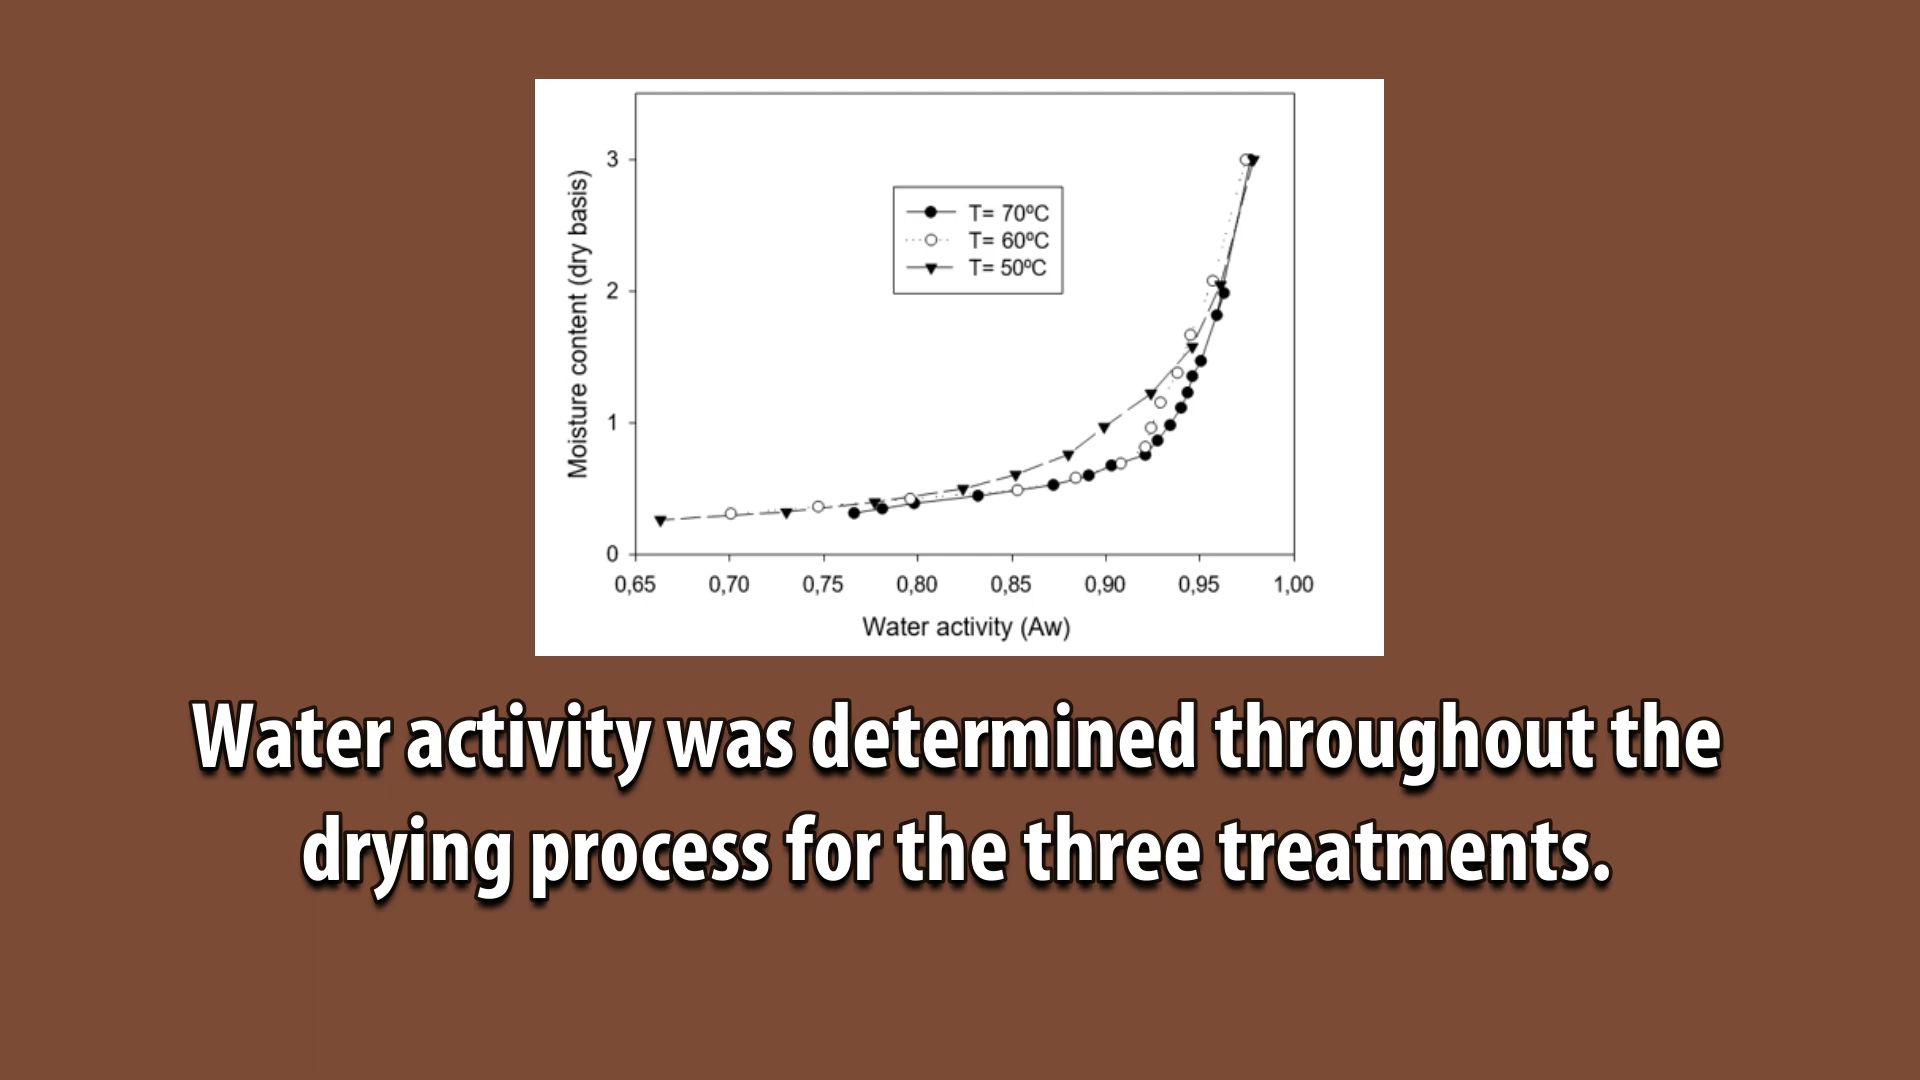 3
2
1
0
Moisture content (dry basis)
T= 70ºC
T= 60ºC
T= 50ºC
0,65 0,70 0,75 0,80 0,85 0,90 0,95 1,00
Water activity (Aw)
Water activity was determined throughout the
drying process for the three treatments.